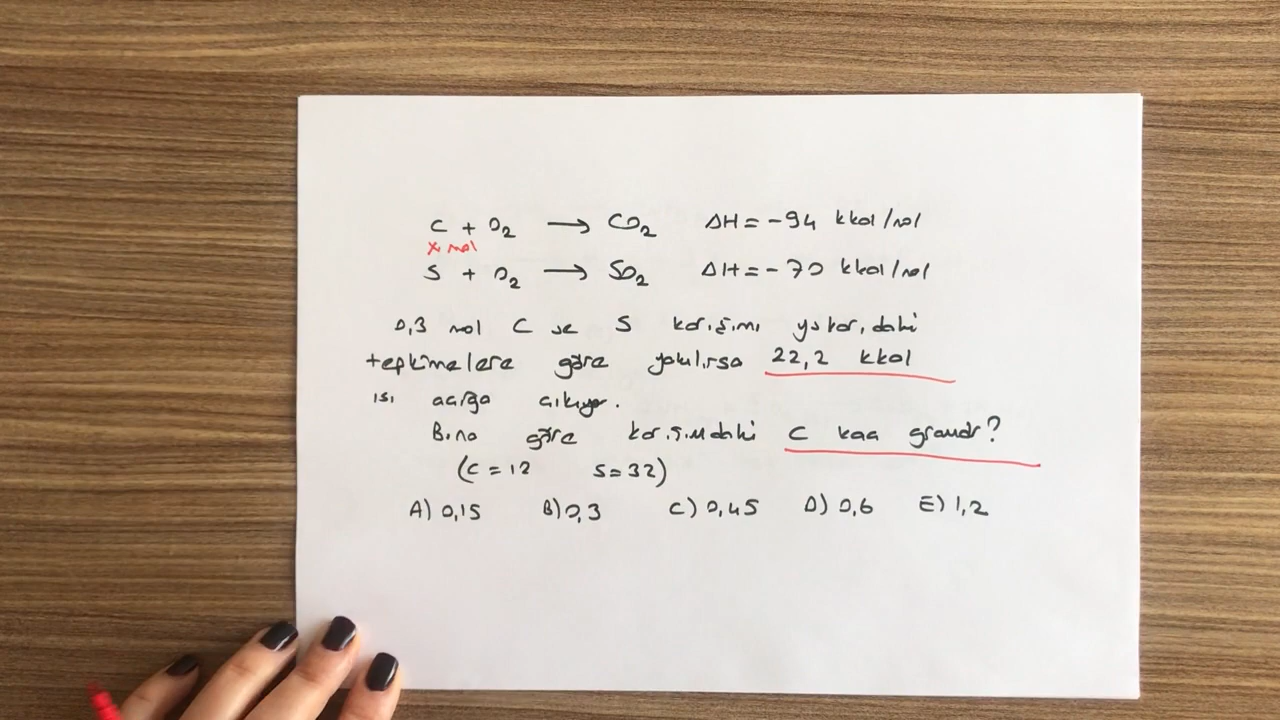 C + O₂ → CO₂ ΔH = -94 kkal/mol
x mol
S + O₂ → SO₂ ΔH = -70 kkal/mol
0,3 mol C ve S karışımı yukarıdaki
tepkimelere göre yakılırsa 22,2 kkal
ısı açığa çıkıyor.
Buna göre karışımdaki C kaç gramdır?
(C = 12 S = 32)
A) 0,15 B) 0,3 C) 0,45 D) 0,6 E) 1,2